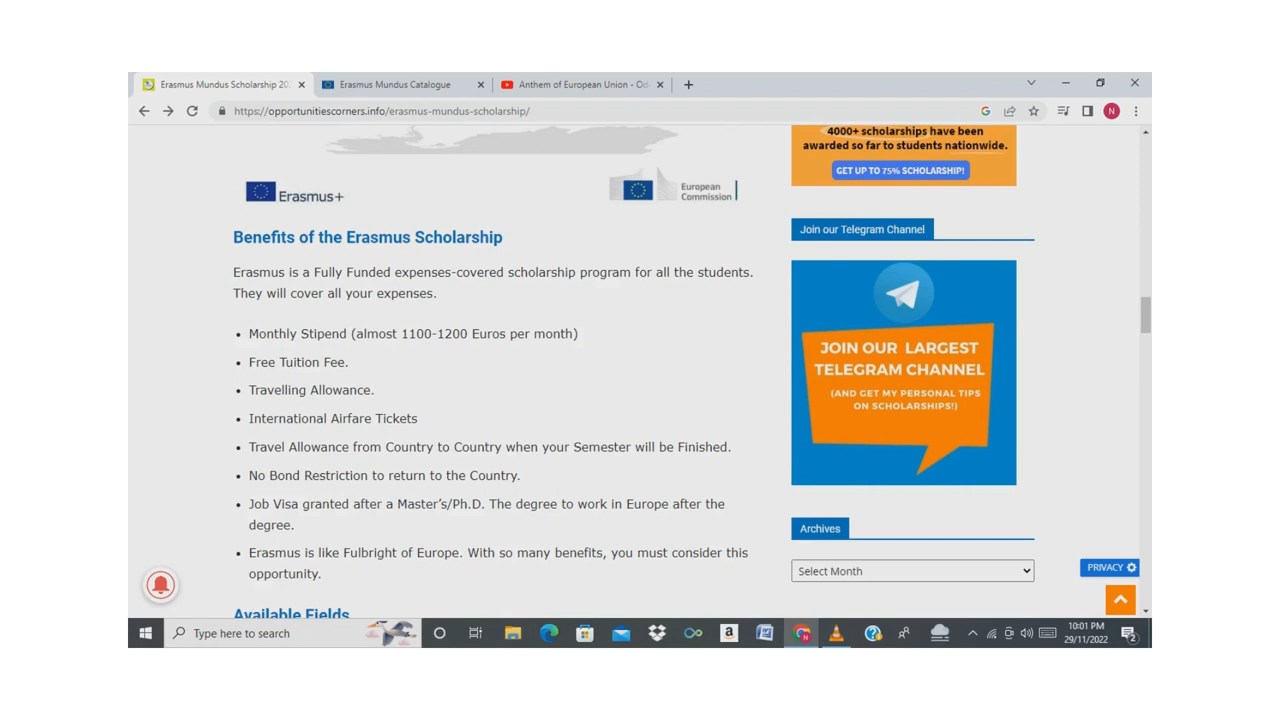 Erasmus Mundus Scholarship 202
Erasmus Mundus Catalogue
Anthem of European Union - Od
https://opportunitiescorners.info/erasmus-mundus-scholarship/
N
4000+ scholarships have been
awarded so far to students nationwide.
GET UP TO 75% SCHOLARSHIP!
Erasmus+
European
Commission
Benefits of the Erasmus Scholarship
Erasmus is a Fully Funded expenses-covered scholarship program for all the students.
They will cover all your expenses.
• Monthly Stipend (almost 1100-1200 Euros per month)
• Free Tuition Fee.
• Travelling Allowance.
• International Airfare Tickets
• Travel Allowance from Country to Country when your Semester will be Finished.
• No Bond Restriction to return to the Country.
• Job Visa granted after a Master's/Ph.D. The degree to work in Europe after the
degree.
• Erasmus is like Fulbright of Europe. With so many benefits, you must consider this
opportunity.
Available Fields
Join our Telegram Channel
JOIN OUR LARGEST
TELEGRAM CHANNEL
(AND GET MY PERSONAL TIPS
ON SCHOLARSHIPS!)
Archives
Select Month
PRIVACY
Type here to search
10:01 PM
29/11/2022
2